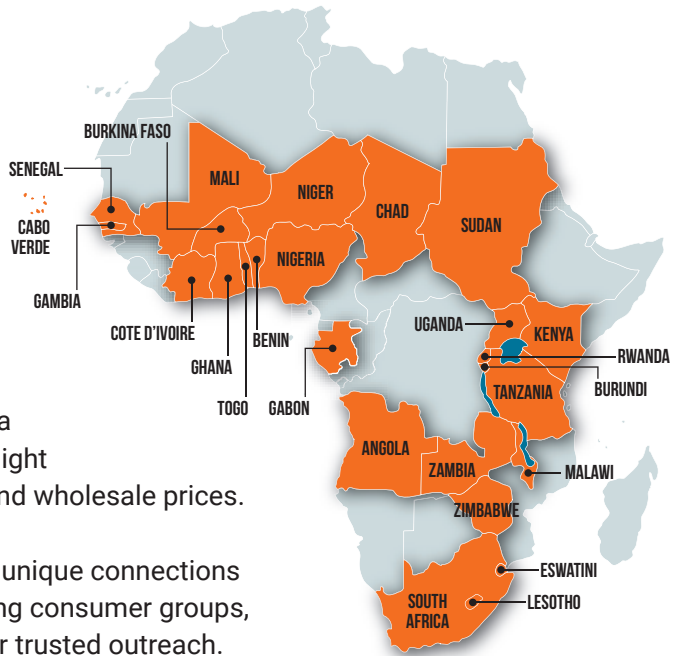 BURKINA FASO
SENEGAL
MALI
NIGER
CHAD
SUDAN
CABO
VERDE
NIGERIA
GAMBIA
COTE D'IVOIRE
GHANA
BENIN
TOGO
GABON
UGANDA
KENYA
RWANDA
BURUNDI
TANZANIA
ANGOLA
ZAMBIA
MALAWI
ZIMBABWE
ESWATINI
LESOTHO
SOUTH
AFRICA
a
ight
nd wholesale prices.
unique connections
ng consumer groups,
r trusted outreach.